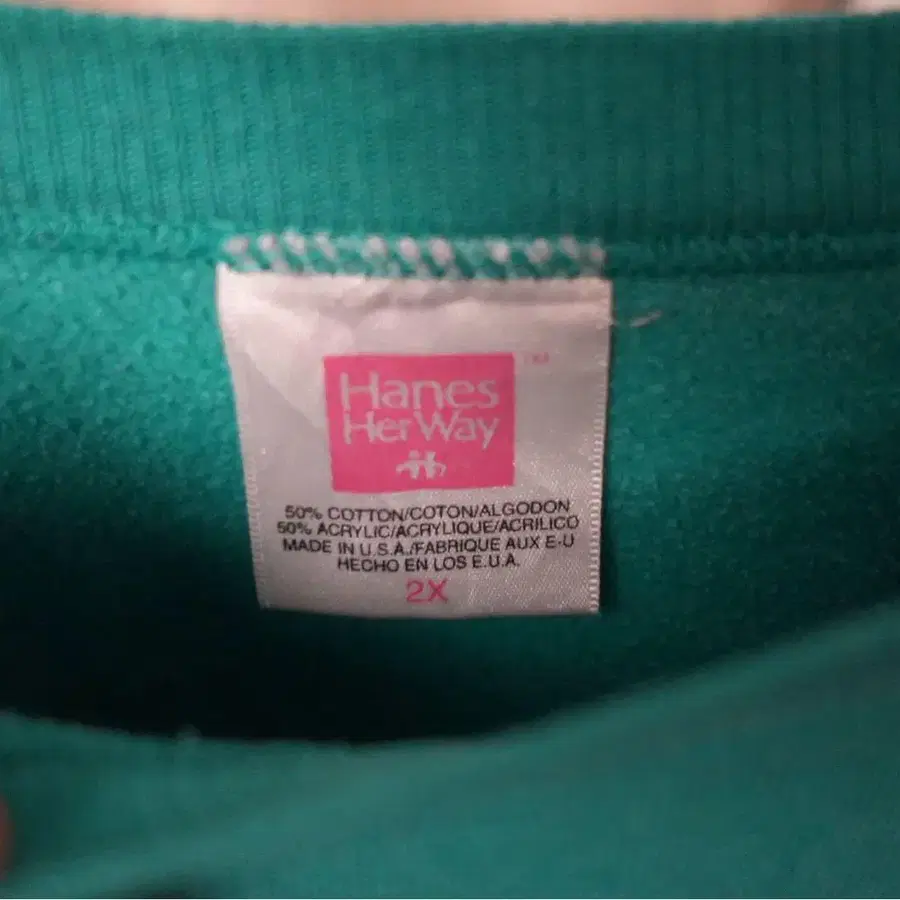 Hanes
Her Way
50% COTTON/COTON/ALGODON
50% ACRYLIC/ACRYLIQUE/ACRILICO
MADE IN U.S.A./FABRIQUE AUX E-U
HECHO EN LOS E.U.A.
2X